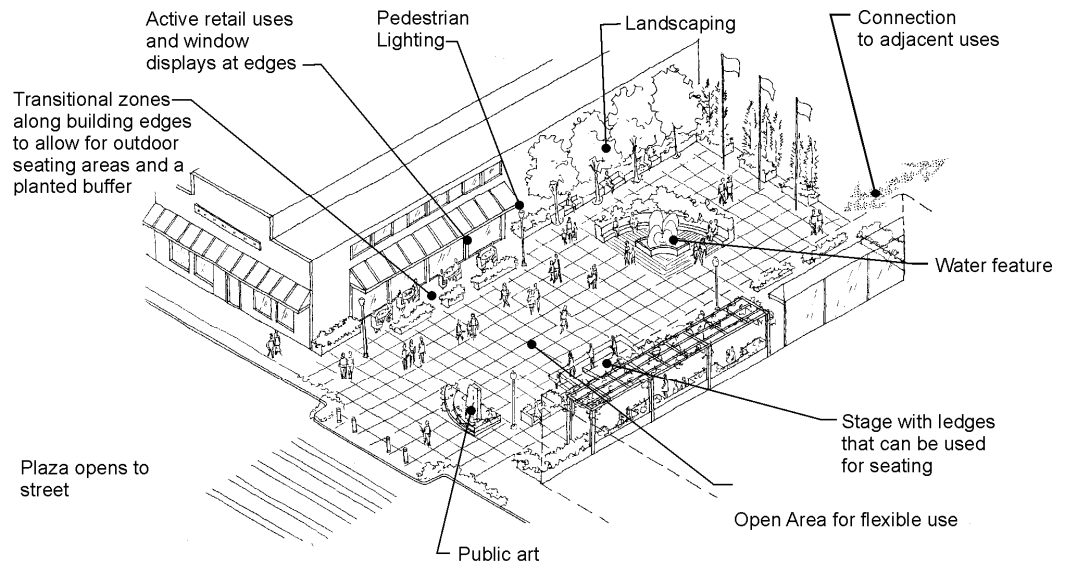 Active retail uses
and window
displays at edges
Pedestrian
Lighting
Landscaping
Connection
to adjacent uses
Transitional zones
along building edges
to allow for outdoor
seating areas and a
planted buffer
Water feature
Stage with ledges
that can be used
for seating
Plaza opens to
street
Open Area for flexible use
Public art